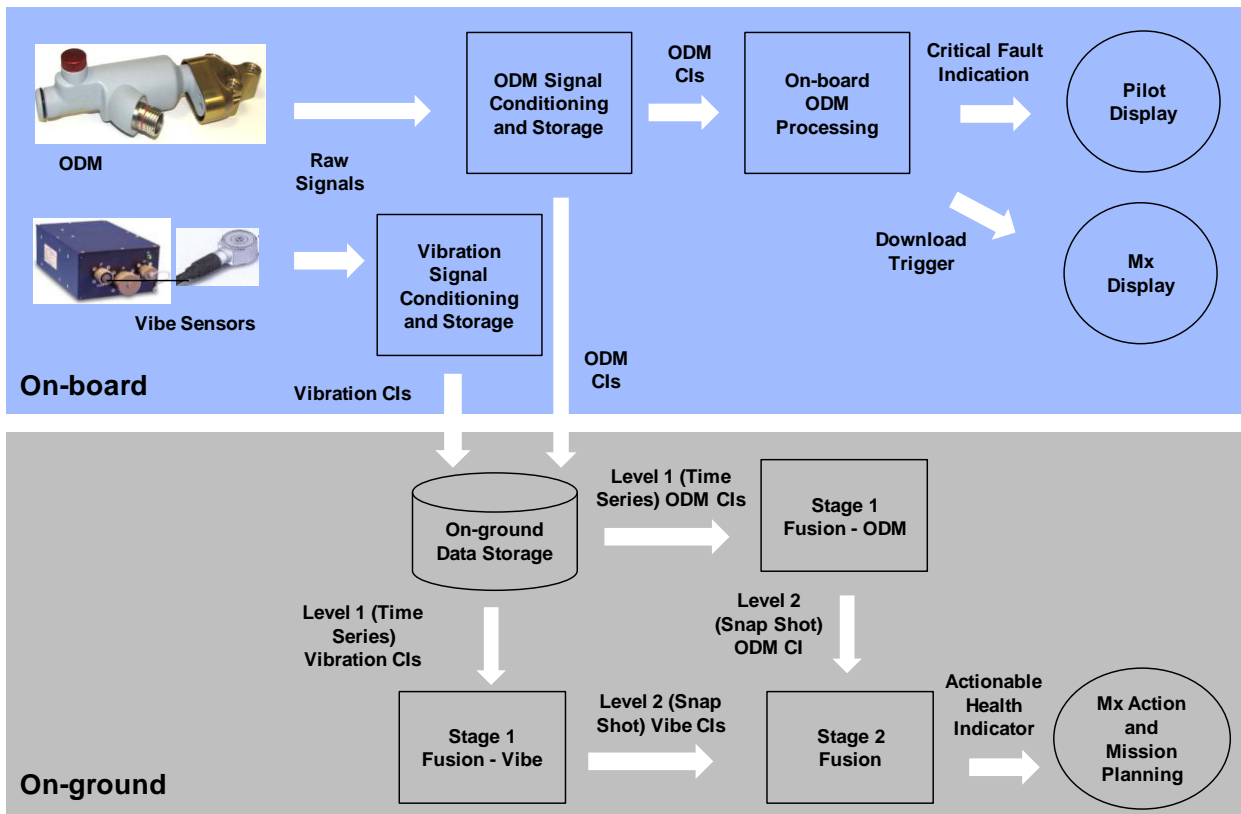 ODM
Raw
Signals
ODM Signal
Conditioning
and Storage
ODM
CIs
On-board
ODM
Processing
Critical Fault
Indication
Pilot
Display
Vibe Sensors
Vibration
Signal
Conditioning
and Storage
Download
Trigger
Mx
Display
On-board
Vibration CIs
ODM
CIs
On-ground
Data Storage
Level 1 (Time
Series) ODM CIs
Stage 1
Fusion - ODM
Level 1 (Time
Series)
Vibration CIs
Level 2
(Snap Shot)
ODM CI
Stage 1
Fusion - Vibe
Level 2 (Snap
Shot) Vibe CIs
Stage 2
Fusion
Actionable
Health
Indicator
Mx Action
and
Mission
Planning
On-ground